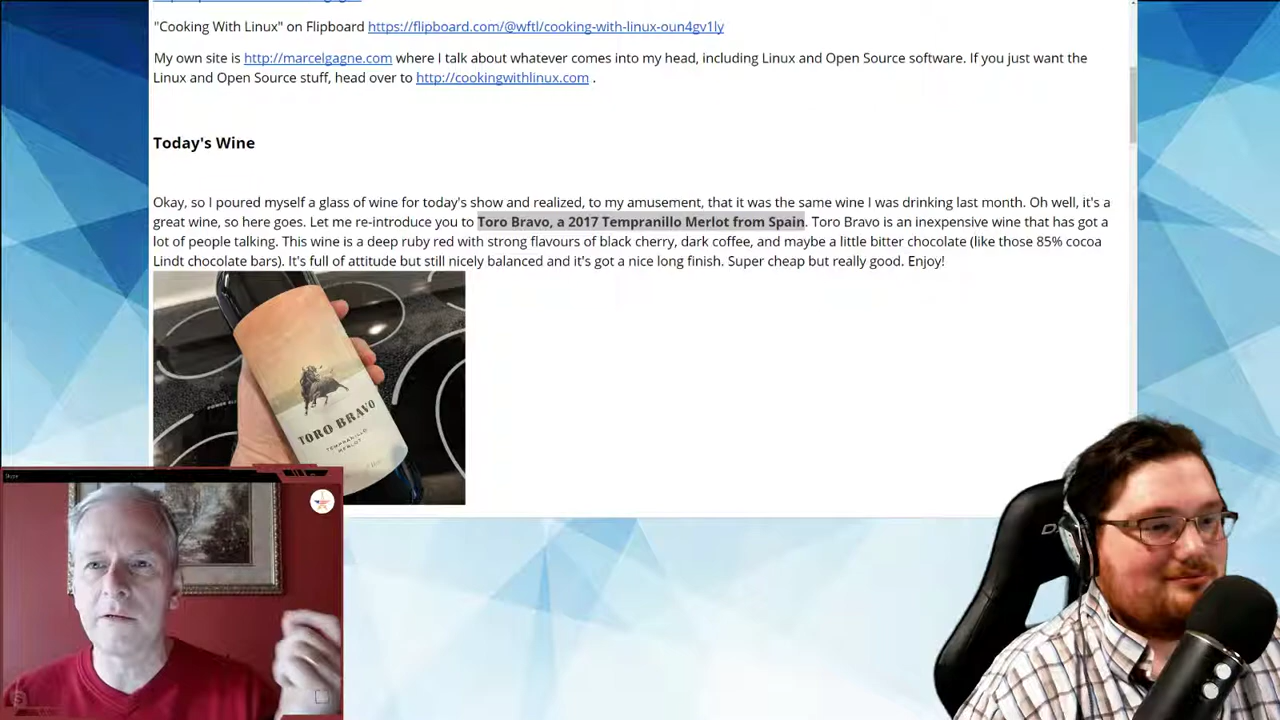 "Cooking With Linux" on Flipboard https://flipboard.com/@wftl/cooking-with-linux-oun4gv1ly
My own site is http://marcelgagne.com where I talk about whatever comes into my head, including Linux and Open Source software. If you just want the
Linux and Open Source stuff, head over to http://cookingwithlinux.com .
Today's Wine
Okay, so I poured myself a glass of wine for today's show and realized, to my amusement, that it was the same wine I was drinking last month. Oh well, it's a
great wine, so here goes. Let me re-introduce you to Toro Bravo, a 2017 Tempranillo Merlot from Spain. Toro Bravo is an inexpensive wine that has got a
lot of people talking. This wine is a deep ruby red with strong flavours of black cherry, dark coffee, and maybe a little bitter chocolate (like those 85% cocoa
Lindt chocolate bars). It's full of attitude but still nicely balanced and it's got a nice long finish. Super cheap but really good. Enjoy!
TORO BRAVO
TEMPRANILLO
MERLOT